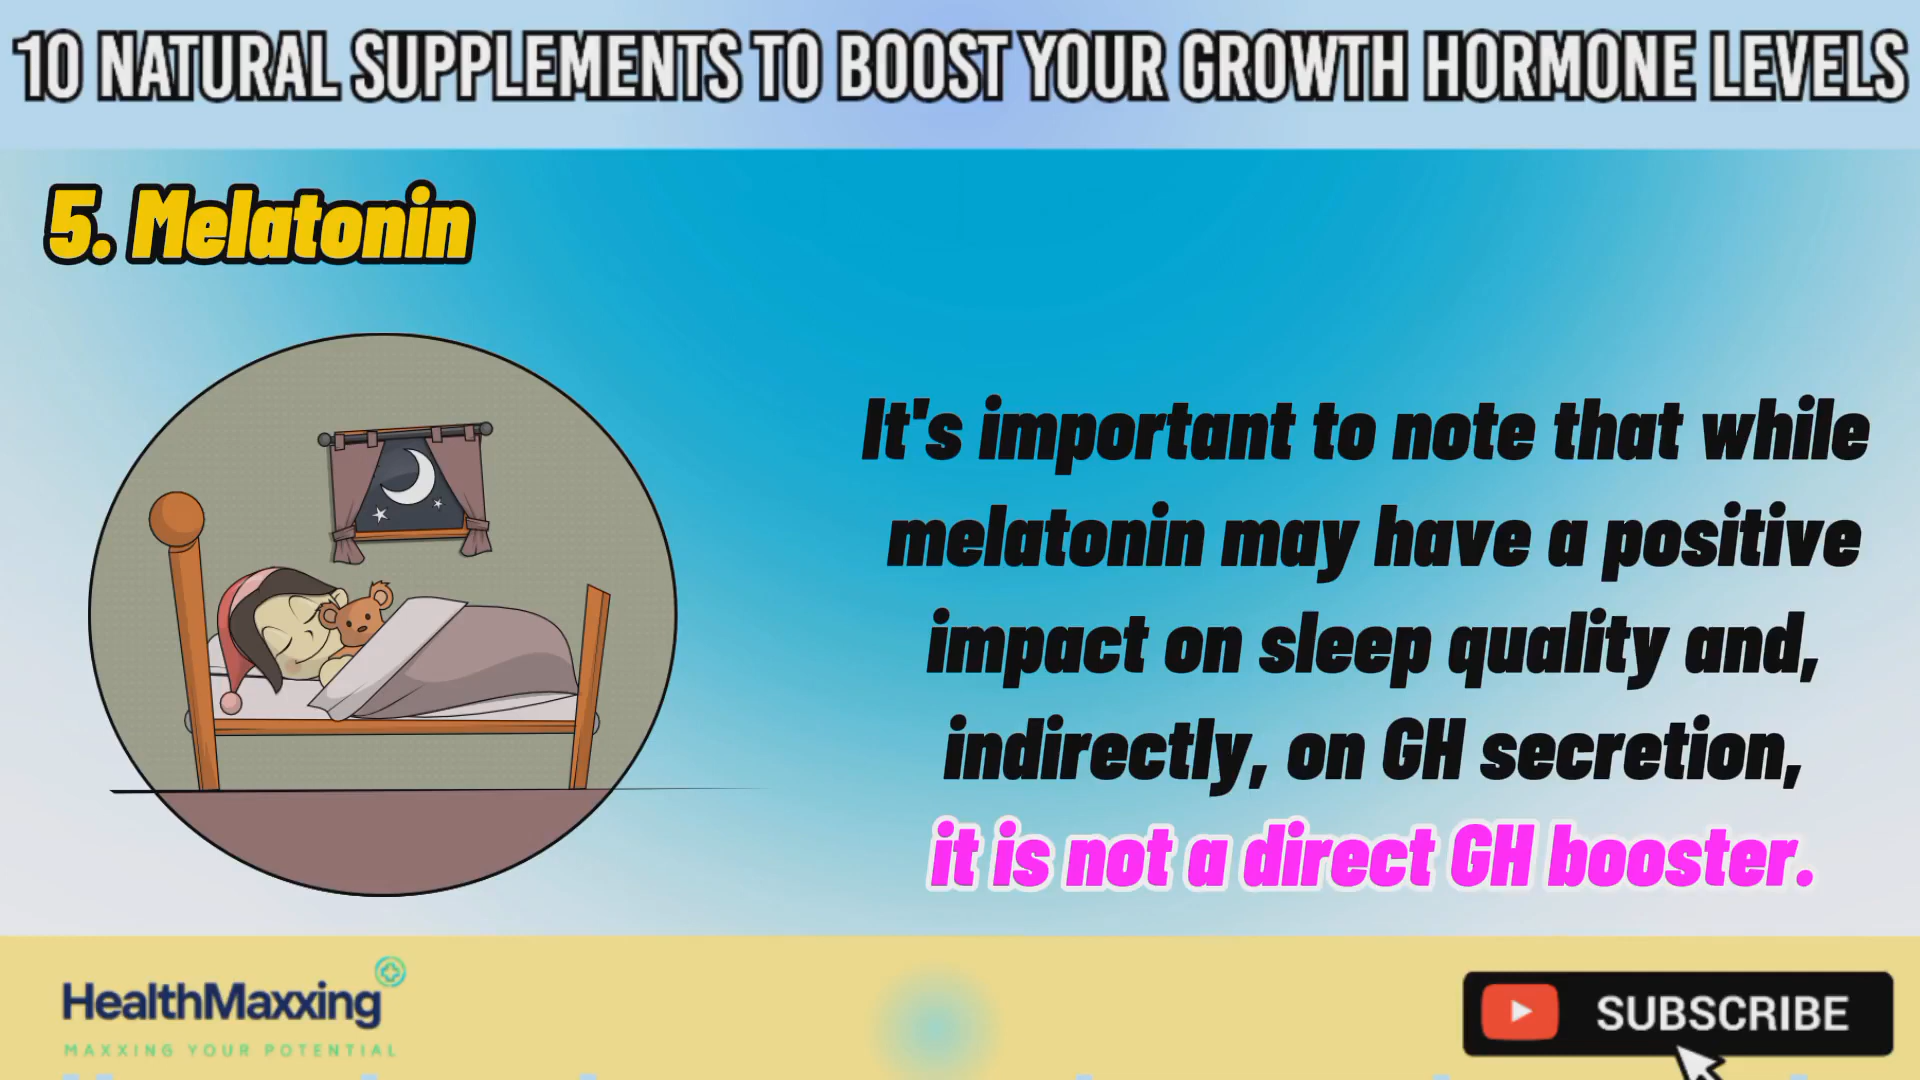 10 NATURAL SUPPLEMENTS TO BOOST YOUR GROWTH HORMONE LEVELS
5. Melatonin
It's important to note that while
melatonin may have a positive
impact on sleep quality and,
indirectly, on GH secretion,
it is not a direct GH booster.
HealthMaxxing
MAXXING YOUR POTENTIAL
SUBSCRIBE